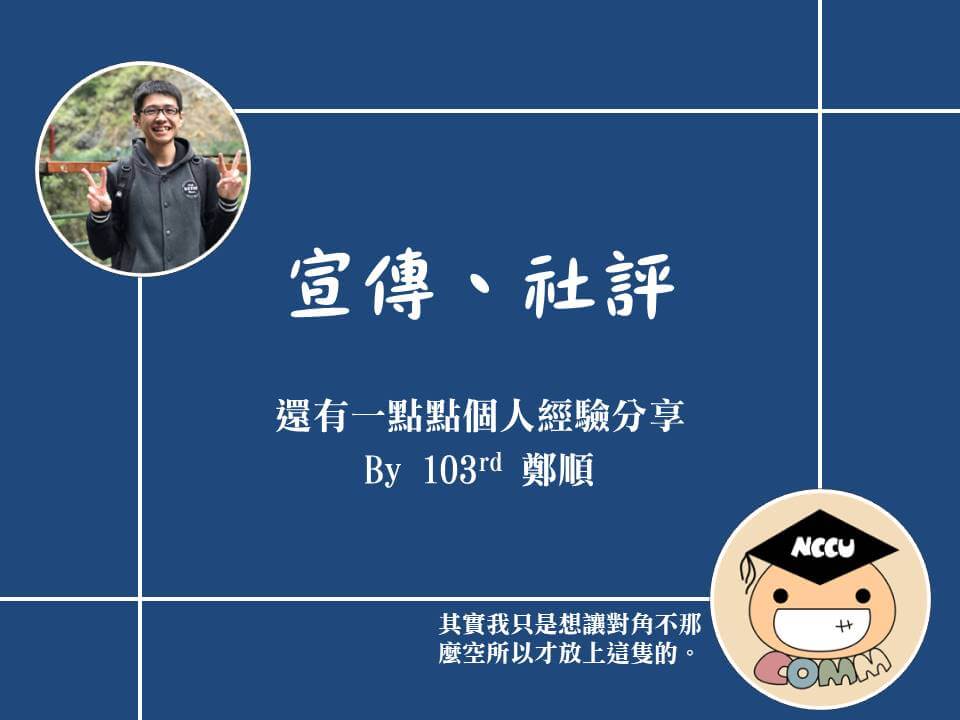 宣傳、社評
還有一點點個人經驗分享
By 103rd 鄭順
NCCU
其實我只是想讓對角不那
麼空所以才放上這隻的。
COMM